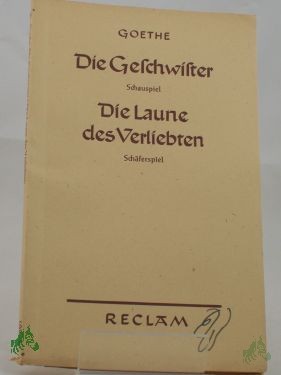 GOETHE
Die Geſchwiſter
Schauspiel
Die Laune
des Verliebten
Schäferspiel
RECLAM